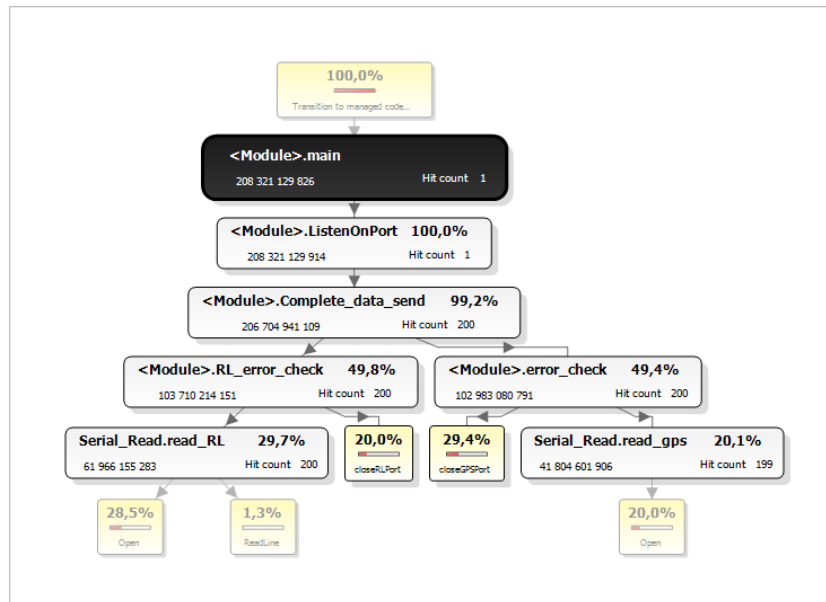 100,0%
Transition to managed code...
<Module>.main
208 321 129 826 Hit count 1
<Module>.ListenOnPort 100,0%
208 321 129 914 Hit count 1
<Module>.Complete_data_send 99,2%
206 704 941 109 Hit count 200
<Module>.RL_error_check 49,8%
103 710 214 151 Hit count 200
<Module>.error_check 49,4%
102 983 080 791 Hit count 200
Serial_Read.read_RL 29,7%
61 966 155 283 Hit count 200
20,0%
closeRLPort
29,4%
closeGPSPort
Serial_Read.read_gps 20,1%
41 804 601 906 Hit count 199
28,5%
Open
1,3%
ReadLine
20,0%
Open